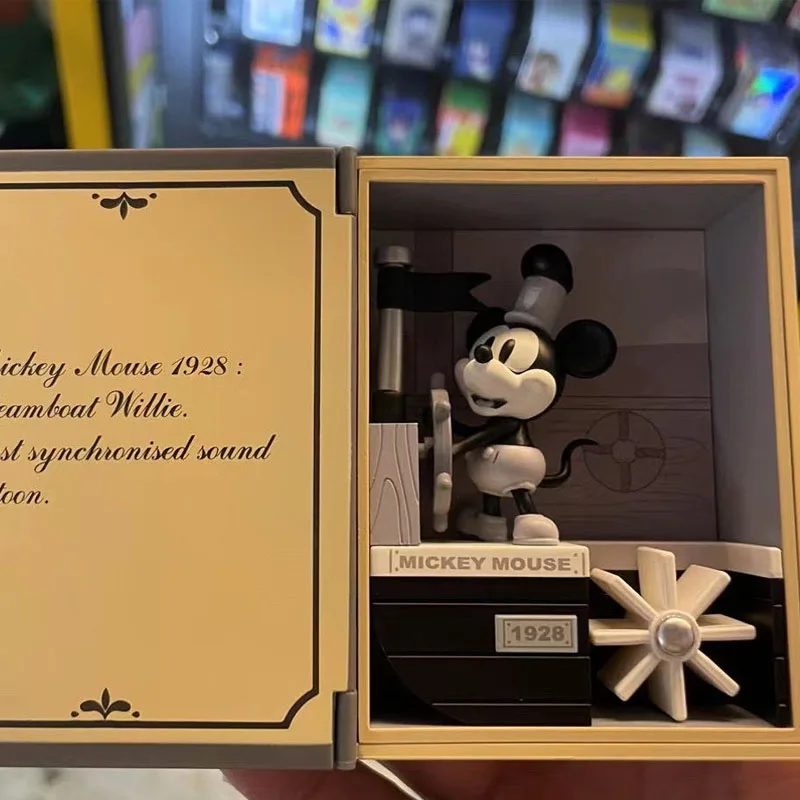 ickey Mouse 1928 :
eamboat Willie.
st synchronised sound
toon.
MICKEY MOUSE
1928